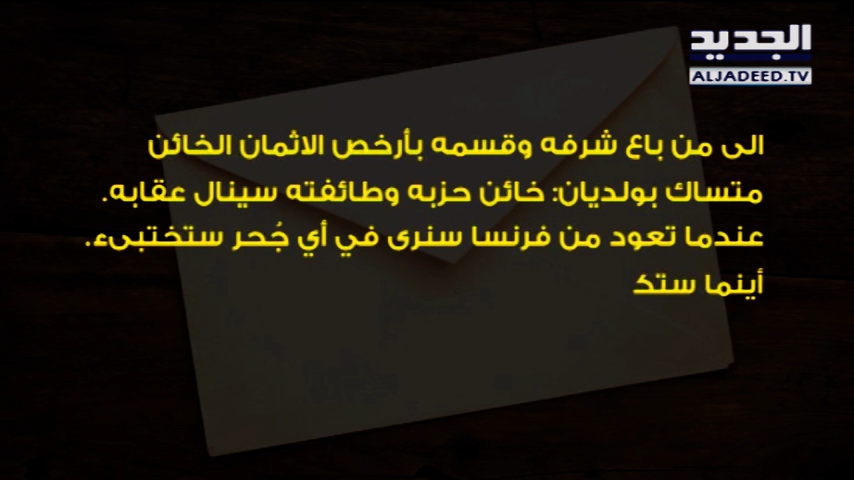 الجديد
ALJADEED.TV
الى من باع شرفه وقسمه بأرخص الاثمان الخائن
متساك بولديان: خائن حزبه وطائفته سينال عقابه.
عندما تعود من فرنسا سنرى في أي جُحر ستختبىء.
أينما ستك